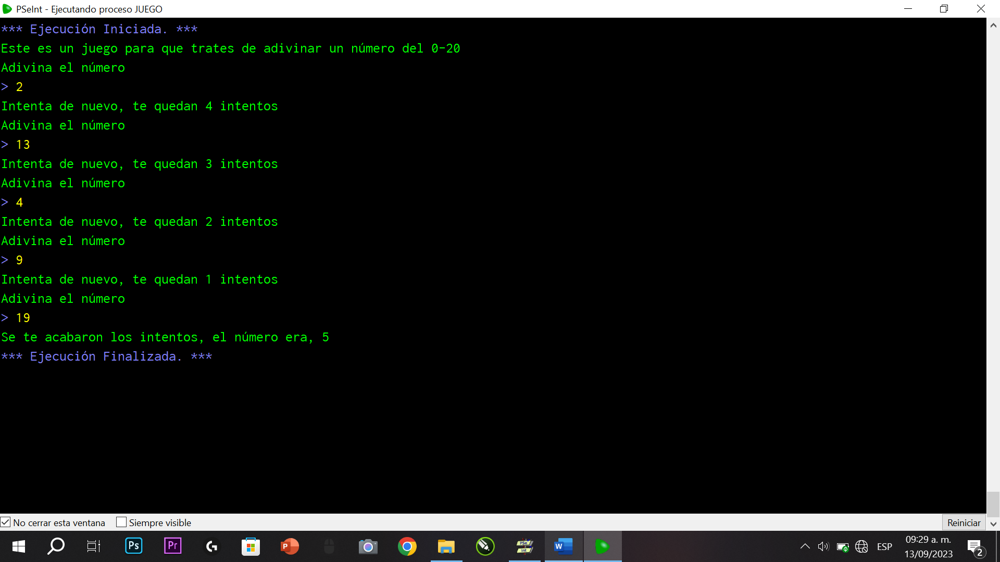 PSeInt - Ejecutando proceso JUEGO
*** Ejecución Iniciada. ***
Este es un juego para que trates de adivinar un número del 0-20
Adivina el número
> 2
Intenta de nuevo, te quedan 4 intentos
Adivina el número
> 13
Intenta de nuevo, te quedan 3 intentos
Adivina el número
> 4
Intenta de nuevo, te quedan 2 intentos
Adivina el número
> 9
Intenta de nuevo, te quedan 1 intentos
Adivina el número
> 19
Se te acabaron los intentos, el número era, 5
*** Ejecución Finalizada. ***
No cerrar esta ventana Siempre visible Reiniciar
Ps Pr P PSe Int W ESP 09:29 a. m.
13/09/2023 2